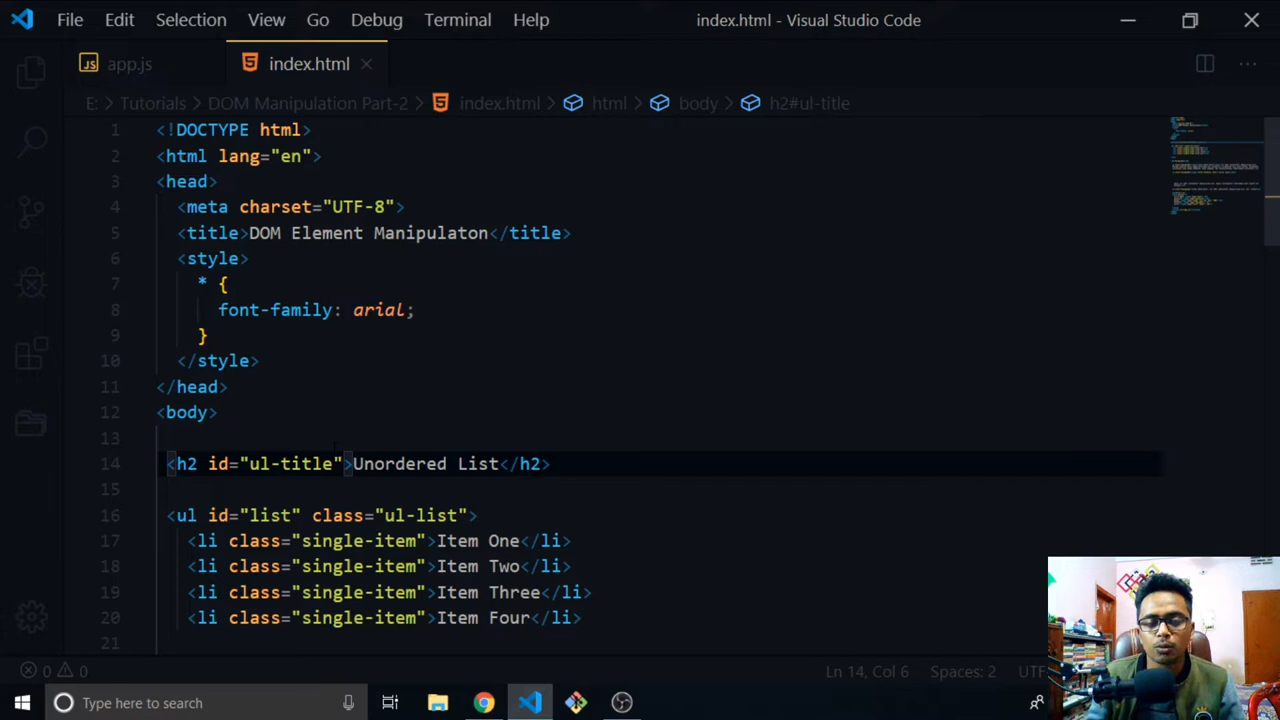 File Edit Selection View Go Debug Terminal Help index.html - Visual Studio Code
JS app.js index.html
E: Tutorials DOM Manipulation Part-2 index.html html body h2#ul-title
1 <!DOCTYPE html>
2 <html lang="en">
3 <head>
4 <meta charset="UTF-8">
5 <title>DOM Element Manipulaton</title>
6 <style>
7 * {
8 font-family: arial;
9 }
10 </style>
11 </head>
12 <body>
13
14 <h2 id="ul-title">Unordered List</h2>
15
16 <ul id="list" class="ul-list">
17 <li class="single-item">Item One</li>
18 <li class="single-item">Item Two</li>
19 <li class="single-item">Item Three</li>
20 <li class="single-item">Item Four</li>
21
0 0 Ln 14, Col 6 Spaces: 2 UTF
Type here to search